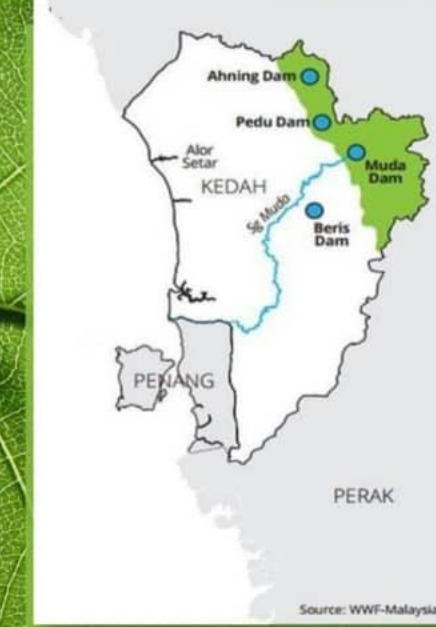 Ahning Dam
Pedu Dam
Alor
Setar
KEDAH
Muda
Dam
Sg Muda
Beris
Dam
PENANG
PERAK
Source: WWF-Malaysia